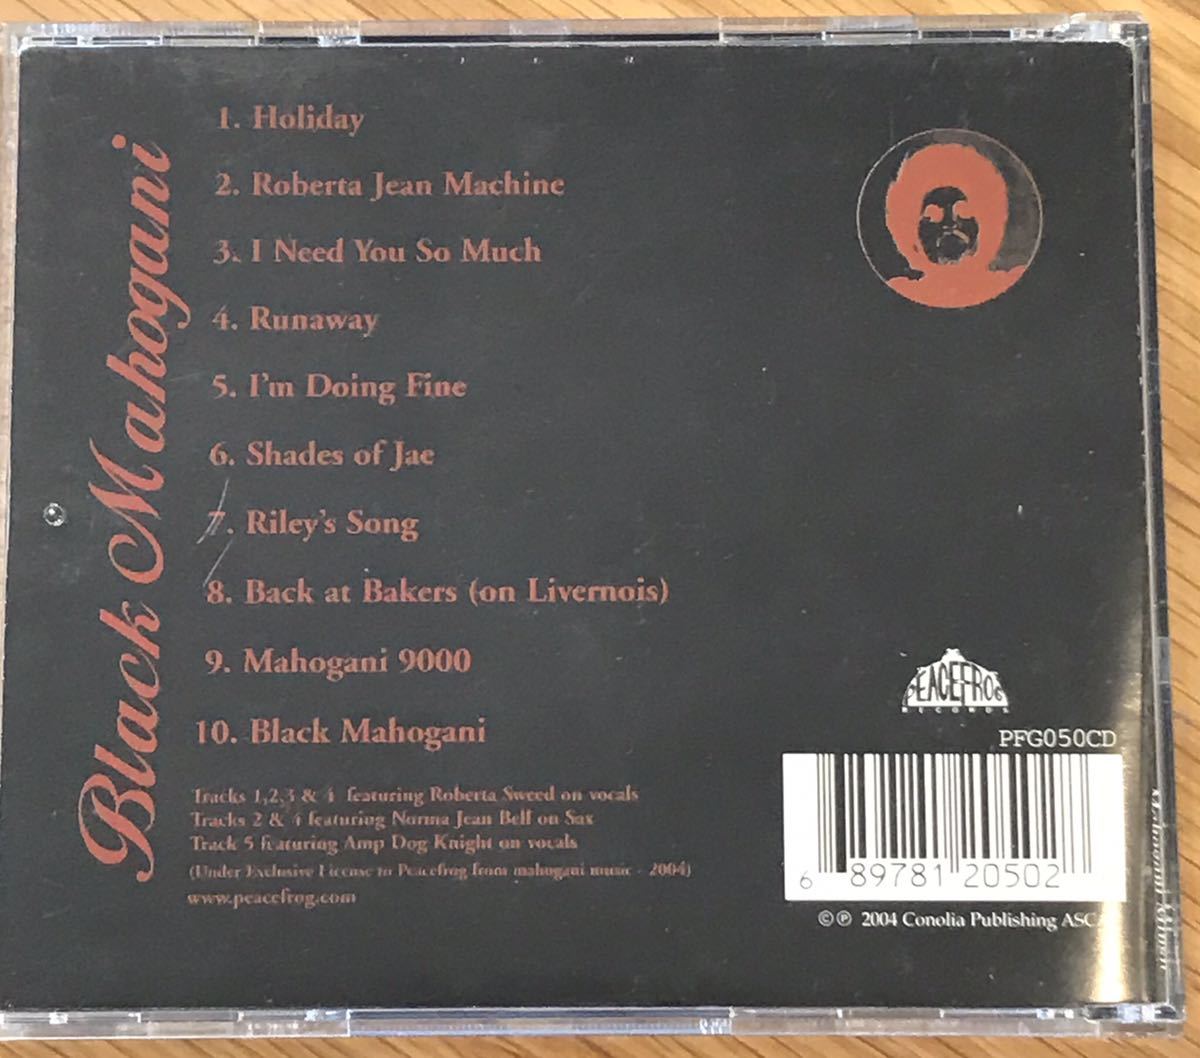 Black Mahogani
1. Holiday
2. Roberta Jean Machine
3. I Need You So Much
4. Runaway
5. I'm Doing Fine
6. Shades of Jae
7. Riley's Song
8. Back at Bakers (on Livernois)
9. Mahogani 9000
10. Black Mahogani
Tracks 1,2,3 & 4 featuring Roberta Sweed on vocals
Tracks 2 & 4 featuring Norma Jean Bell on Sax
Track 5 featuring Amp Dog Knight on vocals
(Under Exclusive License to Peacefrog from mahogani music - 2004)
www.peacefrog.com
PEACEFROG
RECORDS
PFG050CD
6 89781 20502
©℗ 2004 Conolia Publishing
Mahogani Music